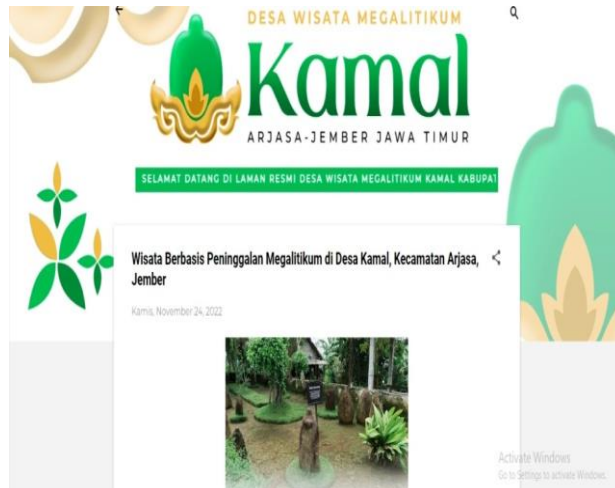 DESA WISATA MEGALITIKUM
Kamal
ARJASA-JEMBER JAWA TIMUR
SELAMAT DATANG DI LAMAN RESMI DESA WISATA MEGALITIKUM KAMAL KABUPAT
Wisata Berbasis Peninggalan Megalitikum di Desa Kamal, Kecamatan Arjasa,
Jember
Kamis, November 24, 2022
Activate Windows
Go to Settings to activate Windows.